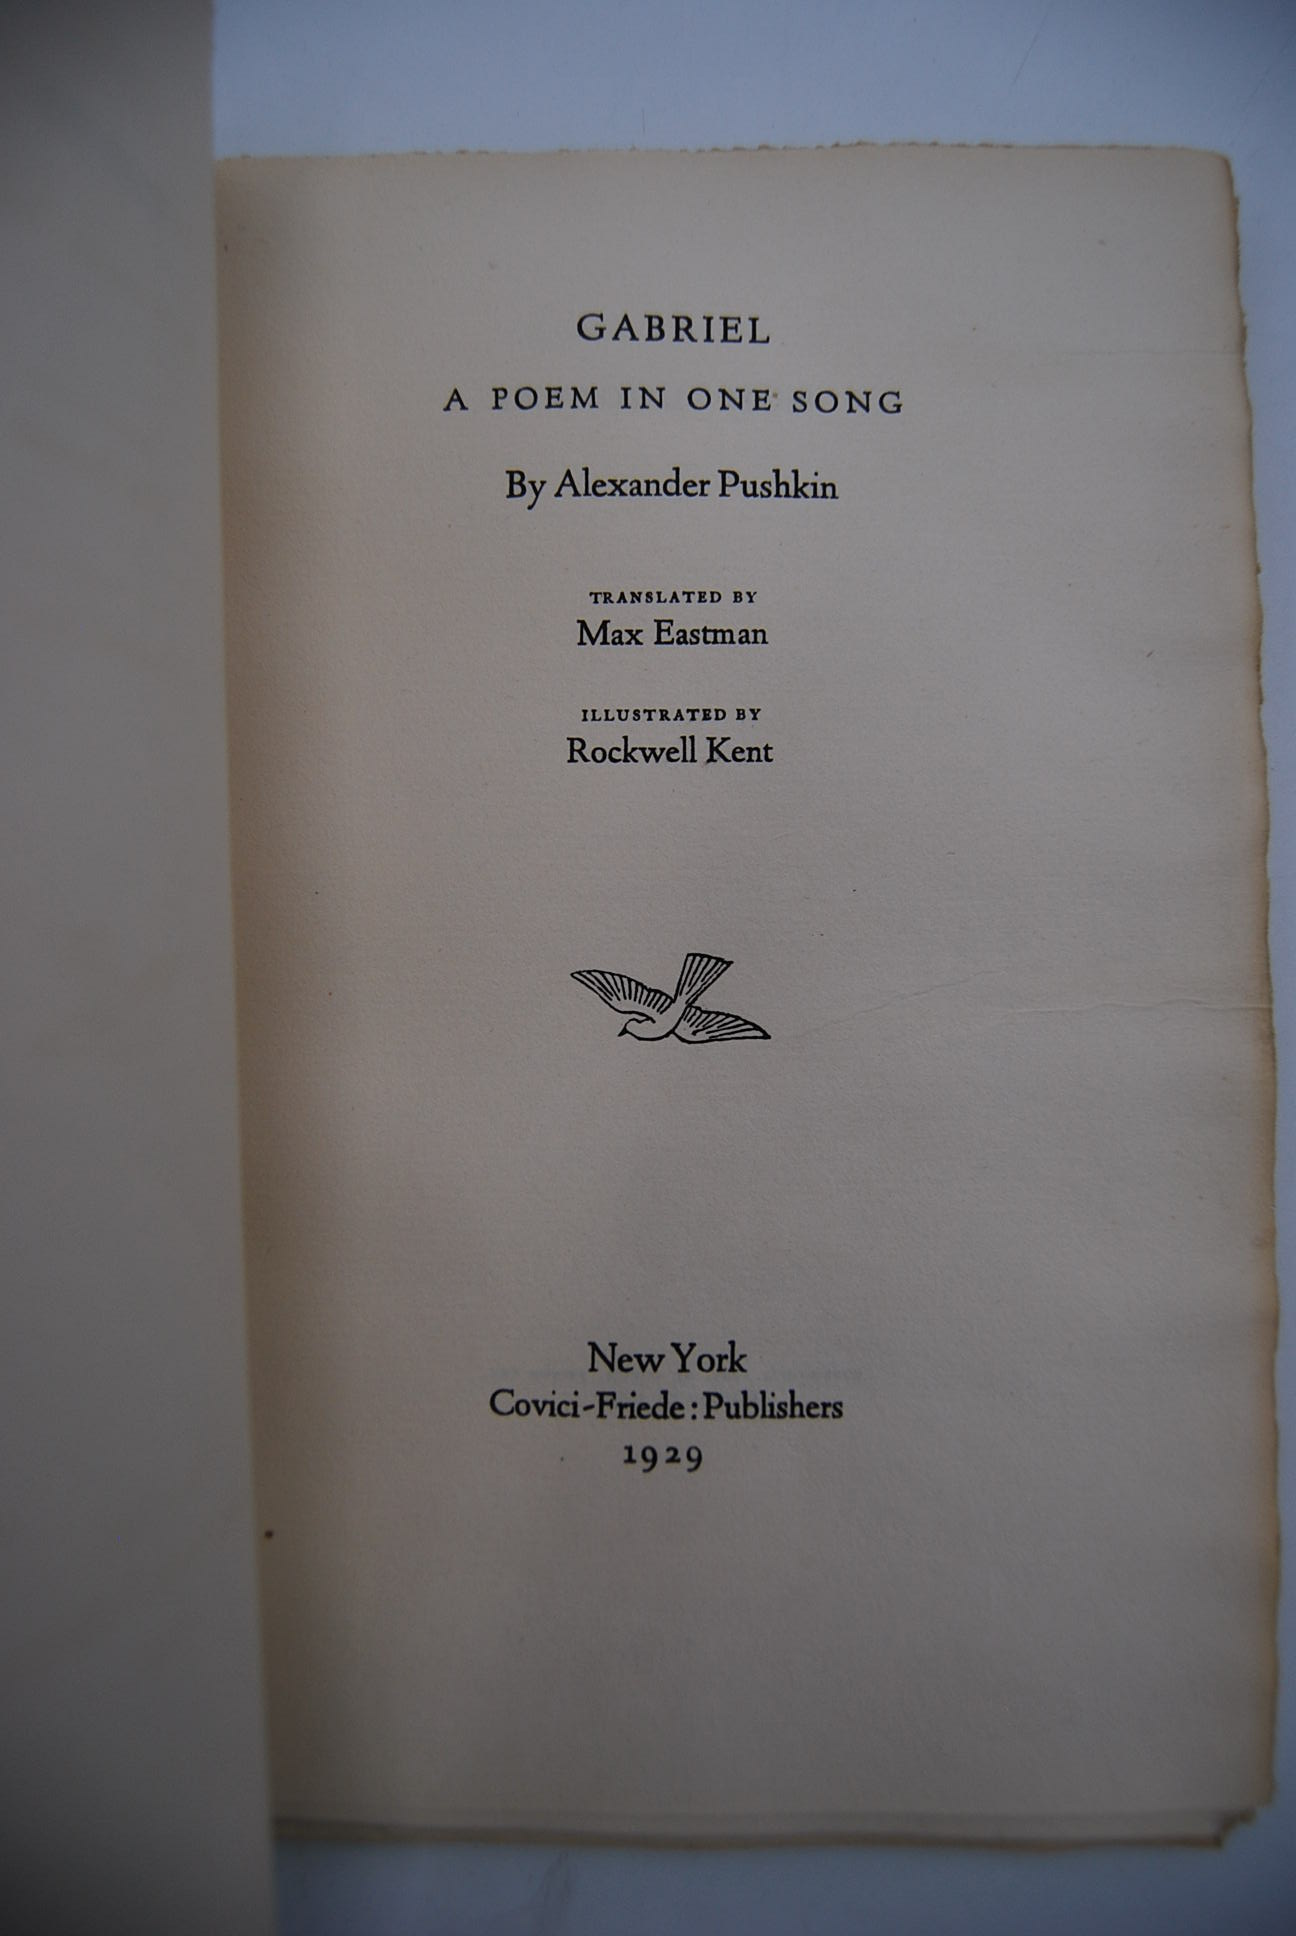 GABRIEL
A POEM IN ONE SONG
By Alexander Pushkin
TRANSLATED BY
Max Eastman
ILLUSTRATED BY
Rockwell Kent
New York
Covici-Friede: Publishers
1929